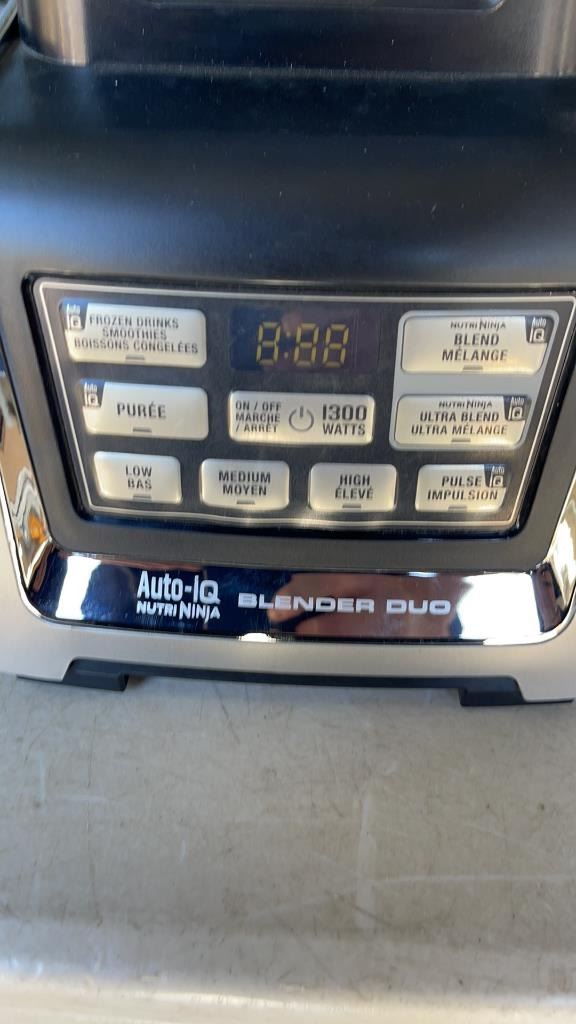 Auto
IQ
FROZEN DRINKS
SMOOTHIES
BOISSONS CONGELÉES
8:88
NUTRI NINJA
BLEND
MÉLANGE
Auto
IQ
Auto
IQ
PURÉE
ON / OFF
MARCHE
/ ARRÊT
1300
WATTS
NUTRI NINJA
ULTRA BLEND
ULTRA MÉLANGE
Auto
IQ
LOW
BAS
MEDIUM
MOYEN
HIGH
ÉLEVÉ
PULSE
IMPULSION
Auto
IQ
Auto-iQ
NUTRI NINJA
BLENDER DUO